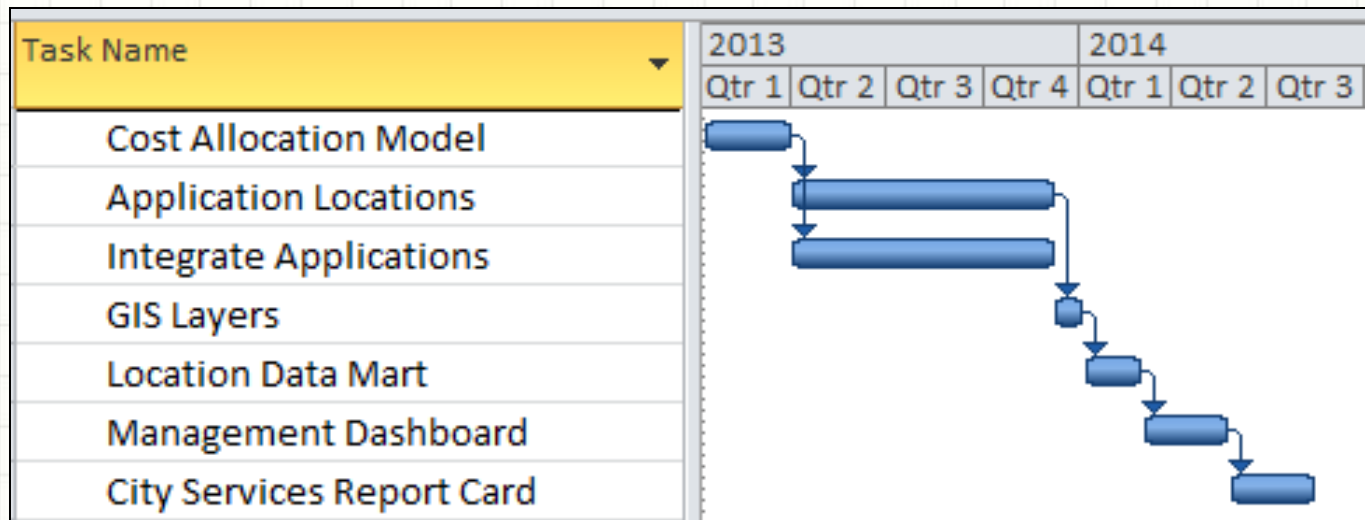 Task Name
2013 2014
Qtr 1 Qtr 2 Qtr 3 Qtr 4 Qtr 1 Qtr 2 Qtr 3
Cost Allocation Model
Application Locations
Integrate Applications
GIS Layers
Location Data Mart
Management Dashboard
City Services Report Card